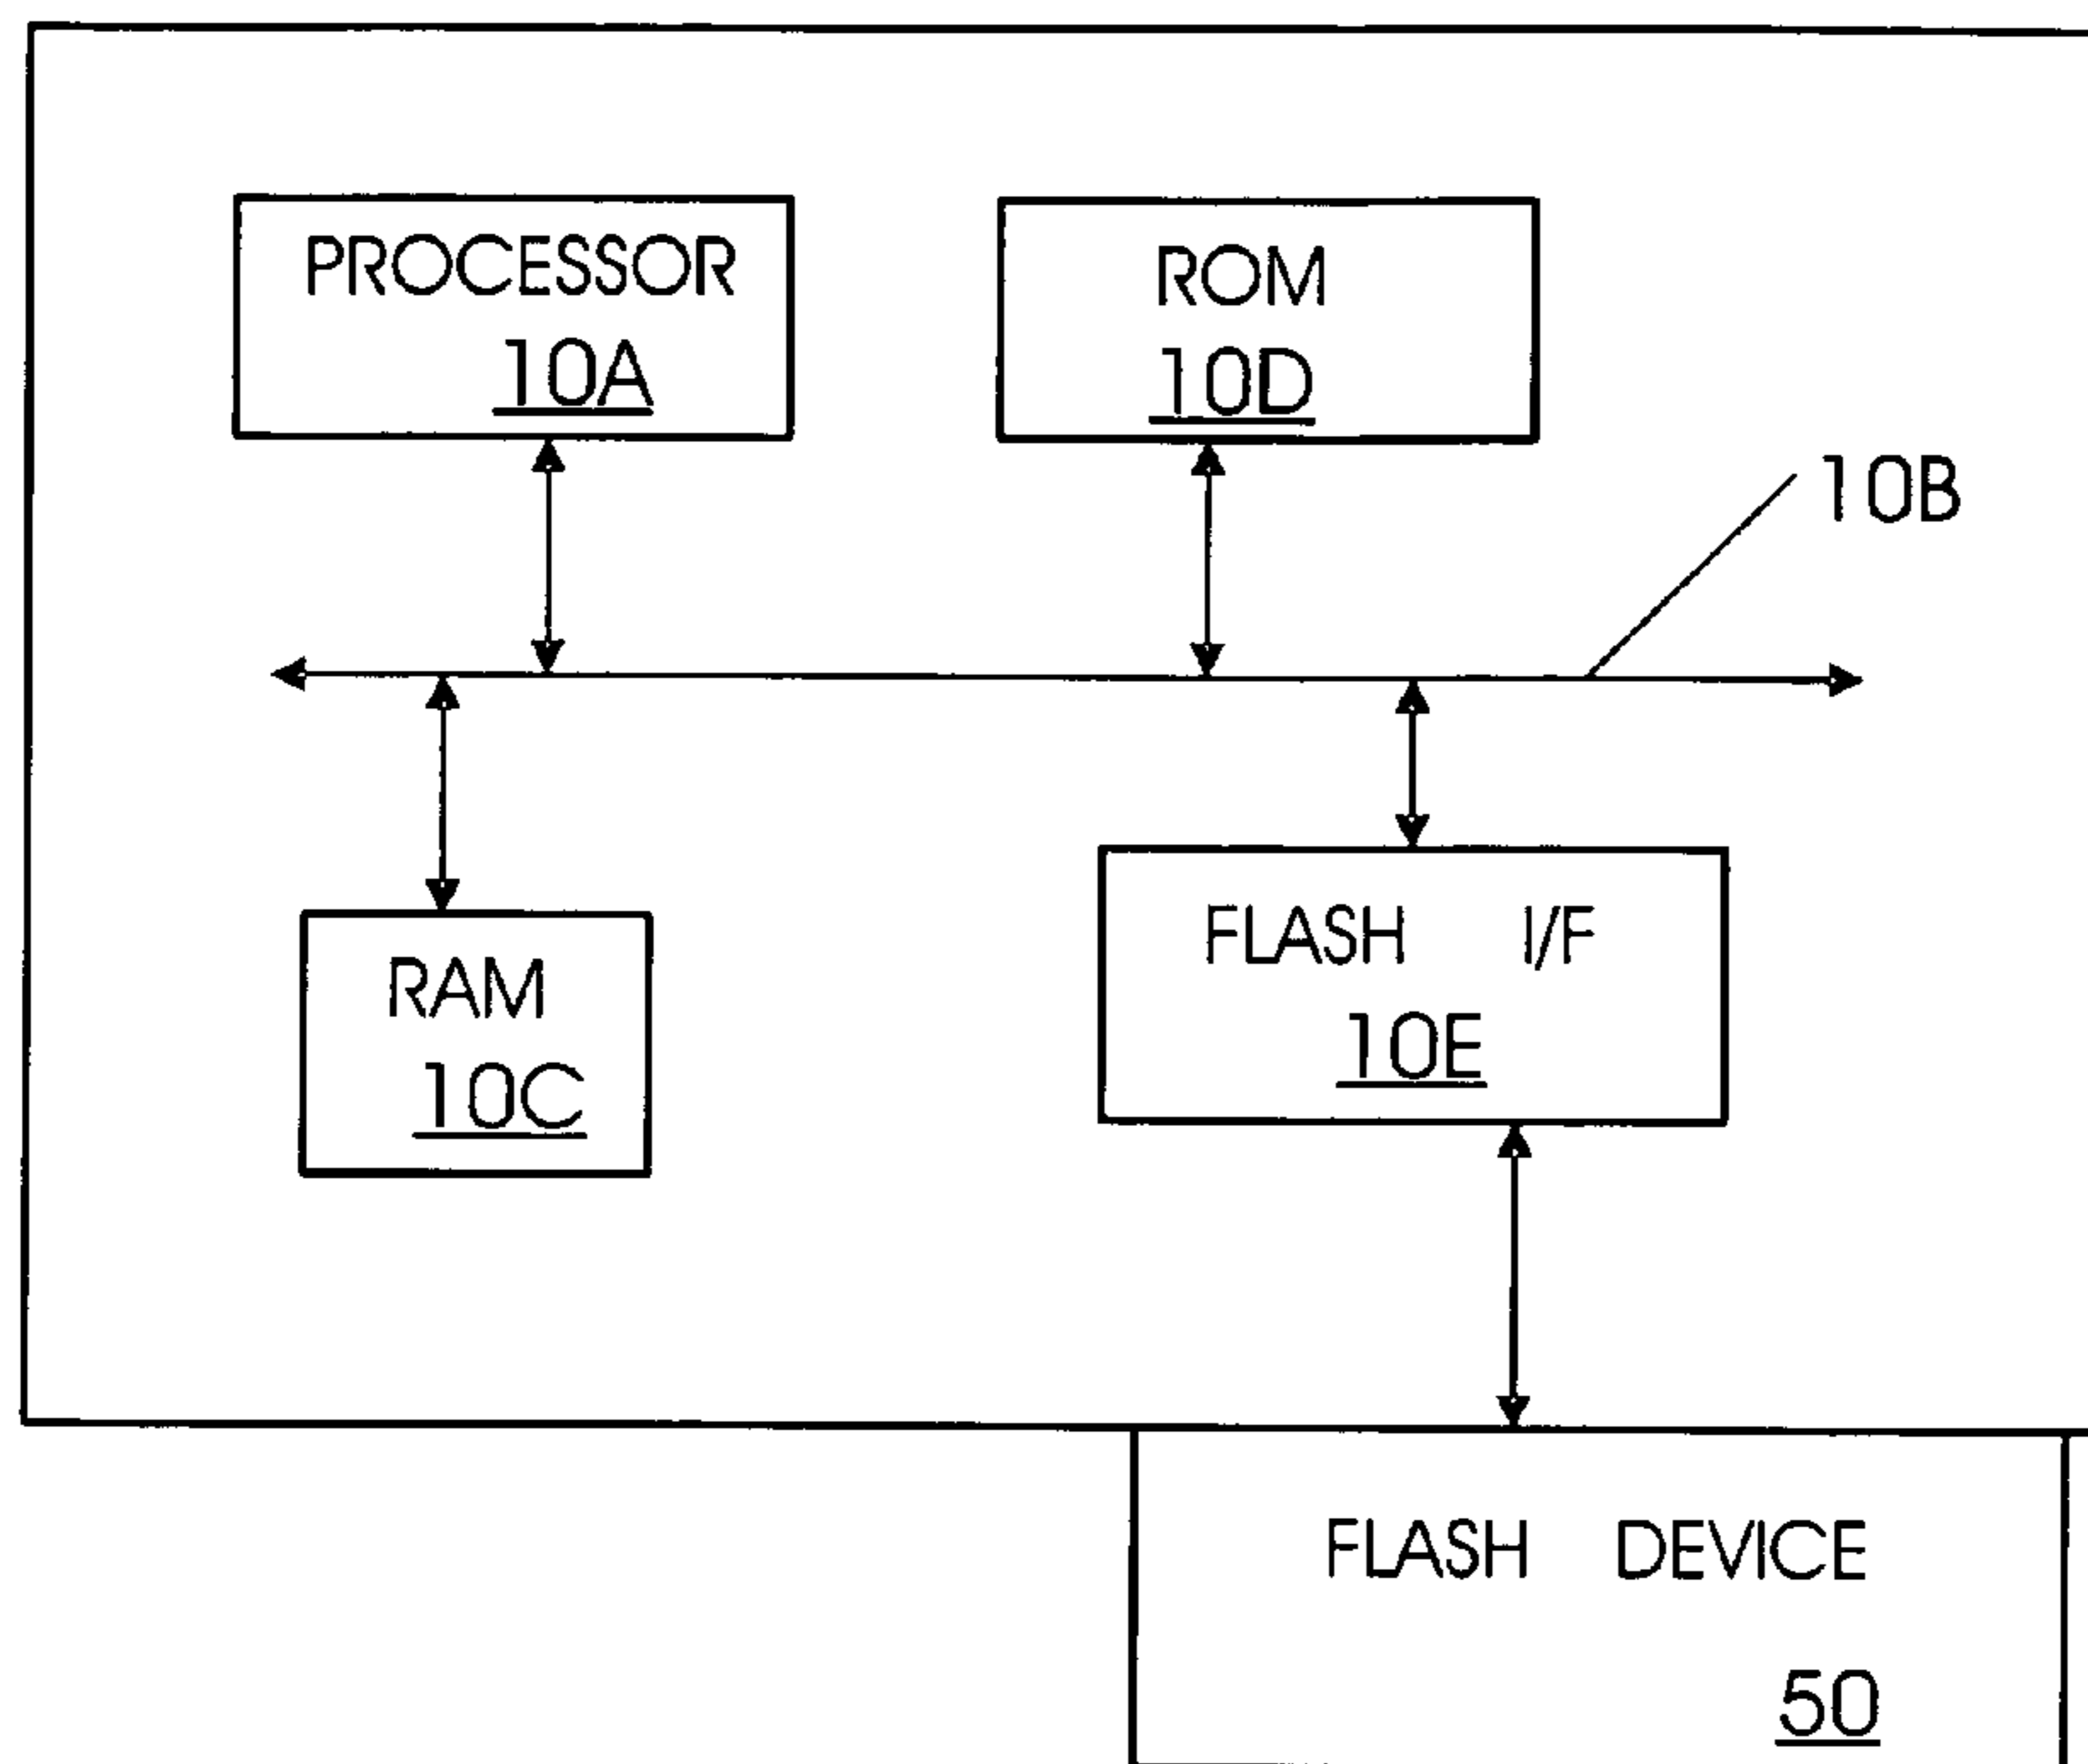 PROCESSOR
10A
ROM
10D
10B
RAM
10C
FLASH I/F
10E
FLASH DEVICE
50